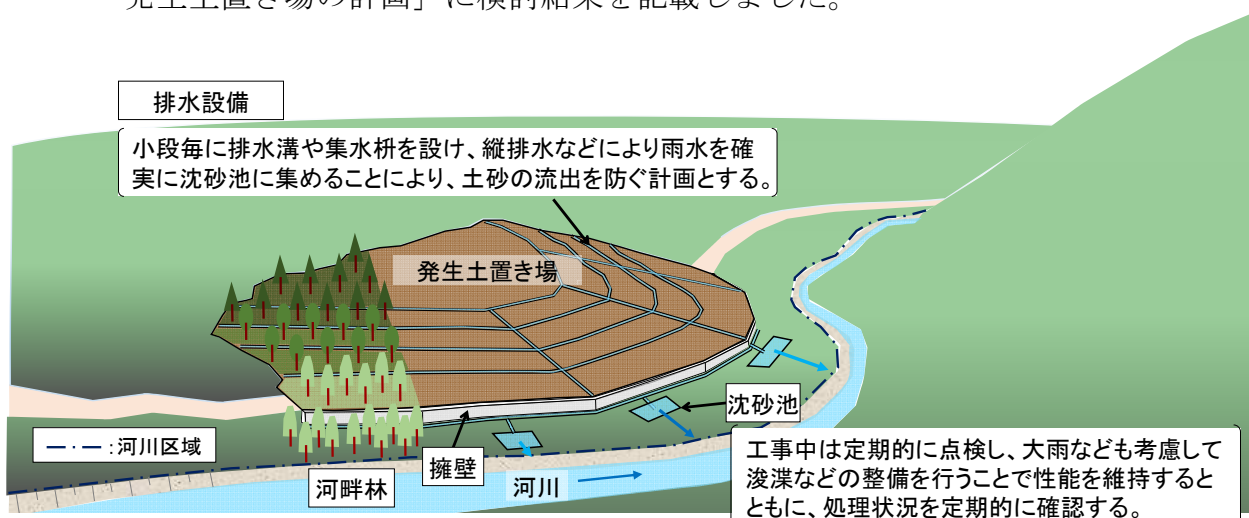 発生土置き場の計画」に検討結果を記載しました。
排水設備
小段毎に排水溝や集水枡を設け、縦排水などにより雨水を確
実に沈砂池に集めることにより、土砂の流出を防ぐ計画とする。
発生土置き場
沈砂池
:河川区域
擁壁
河畔林
河川
工事中は定期的に点検し、大雨なども考慮して
浚渫などの整備を行うことで性能を維持すると
ともに、処理状況を定期的に確認する。